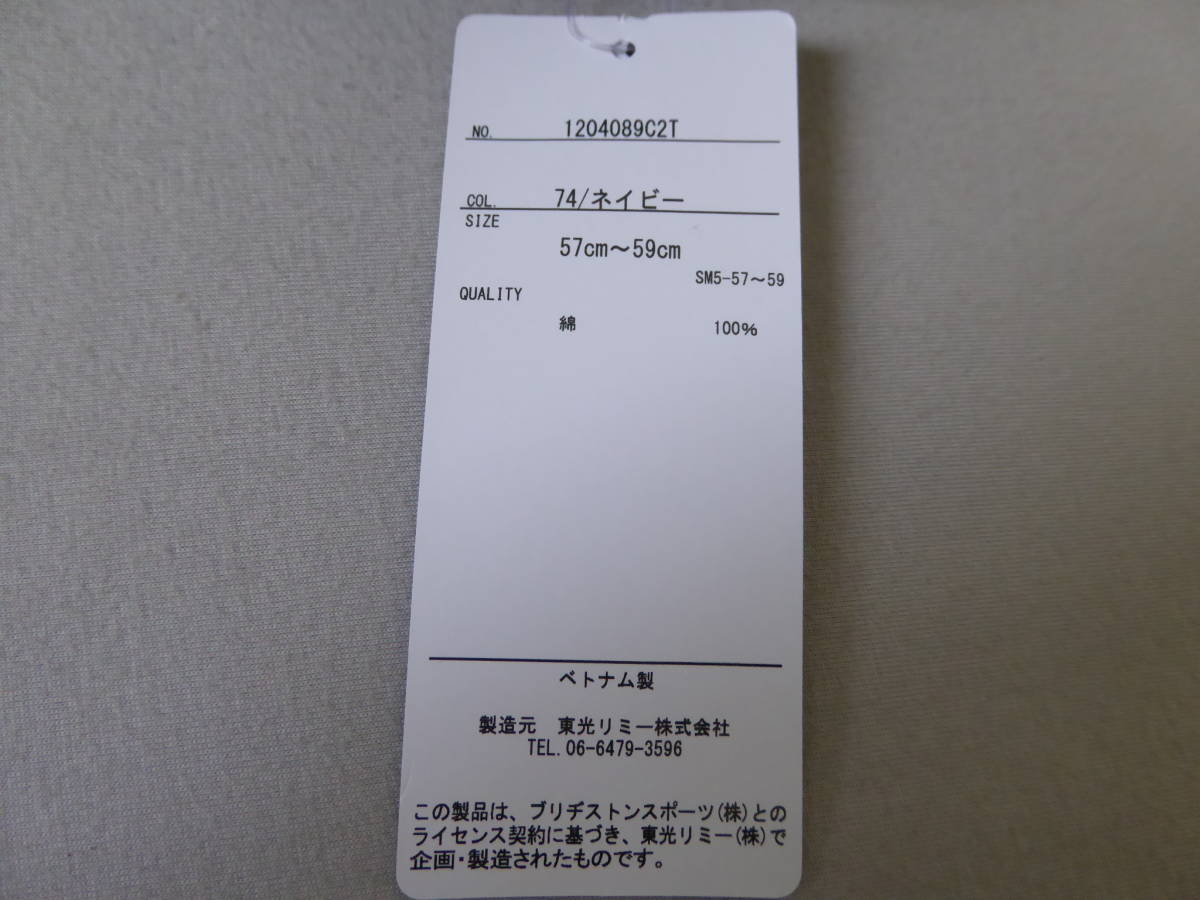 NO. 1204089C2T
COL. 74/ネイビー
SIZE
57cm～59cm
SM5-57～59
QUALITY
綿 100%
ベトナム製
製造元 東光リミー株式会社
TEL. 06-6479-3596
この製品は、ブリヂストンスポーツ(株)との
ライセンス契約に基づき、東光リミー(株)で
企画・製造されたものです。